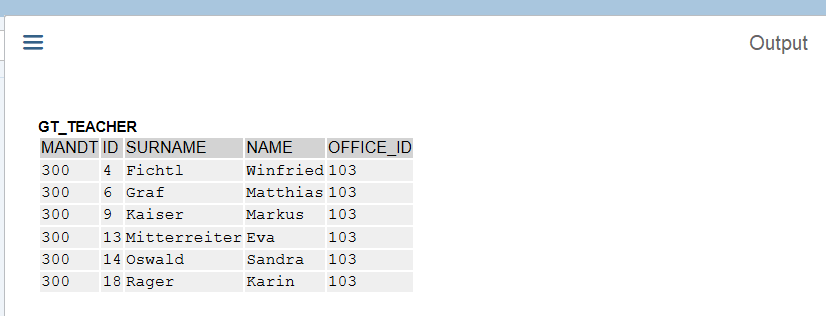 Output
GT_TEACHER
MANDT ID SURNAME NAME OFFICE_ID
300 4 Fichtl Winfried 103
300 6 Graf Matthias 103
300 9 Kaiser Markus 103
300 13 Mitterreiter Eva 103
300 14 Oswald Sandra 103
300 18 Rager Karin 103